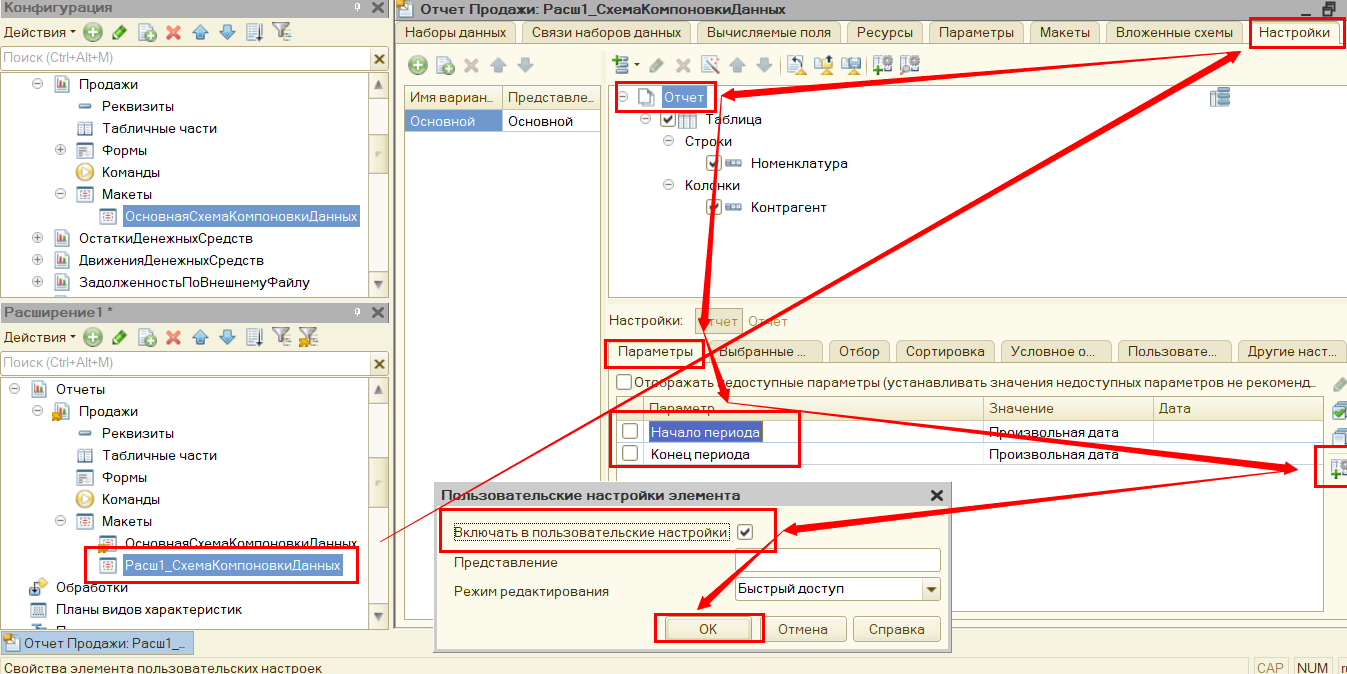 Конфигурация
Действия
Поиск (Ctrl+Alt+M)
Продажи
Реквизиты
Табличные части
Формы
Команды
Макеты
ОсновнаяСхемаКомпоновкиДанных
ОстаткиДенежныхСредств
ДвиженияДенежныхСредств
ЗадолженностьПоВнешнемуФайлу
Расширение1 *
Действия
Поиск (Ctrl+Alt+M)
Отчеты
Продажи
Реквизиты
Табличные части
Формы
Команды
Макеты
ОсновнаяСхемаКомпоновкиДанных
Расш1_СхемаКомпоновкиДанных
Обработки
Планы видов характеристик
Отчет Продажи: Расш1_СхемаКомпоновкиДанных
Наборы данных Связи наборов данных Вычисляемые поля Ресурсы Параметры Макеты Вложенные схемы Настройки
Имя вариан... Представле...
Основной Основной
Отчет
Таблица
Строки
Номенклатура
Колонки
Контрагент
Настройки: Отчет Отчет
Параметры Выбранные ... Отбор Сортировка Условное о... Пользовате... Другие наст...
Отображать недоступные параметры (устанавливать значения недоступных параметров не рекоменд...
Параметр Значение Дата
Начало периода Произвольная дата
Конец периода Произвольная дата
Пользовательские настройки элемента
Включать в пользовательские настройки
Представление
Режим редактирования Быстрый доступ
OK Отмена Справка
Отчет Продажи: Расш1_...
Свойства элемента пользовательских настроек
CAP NUM